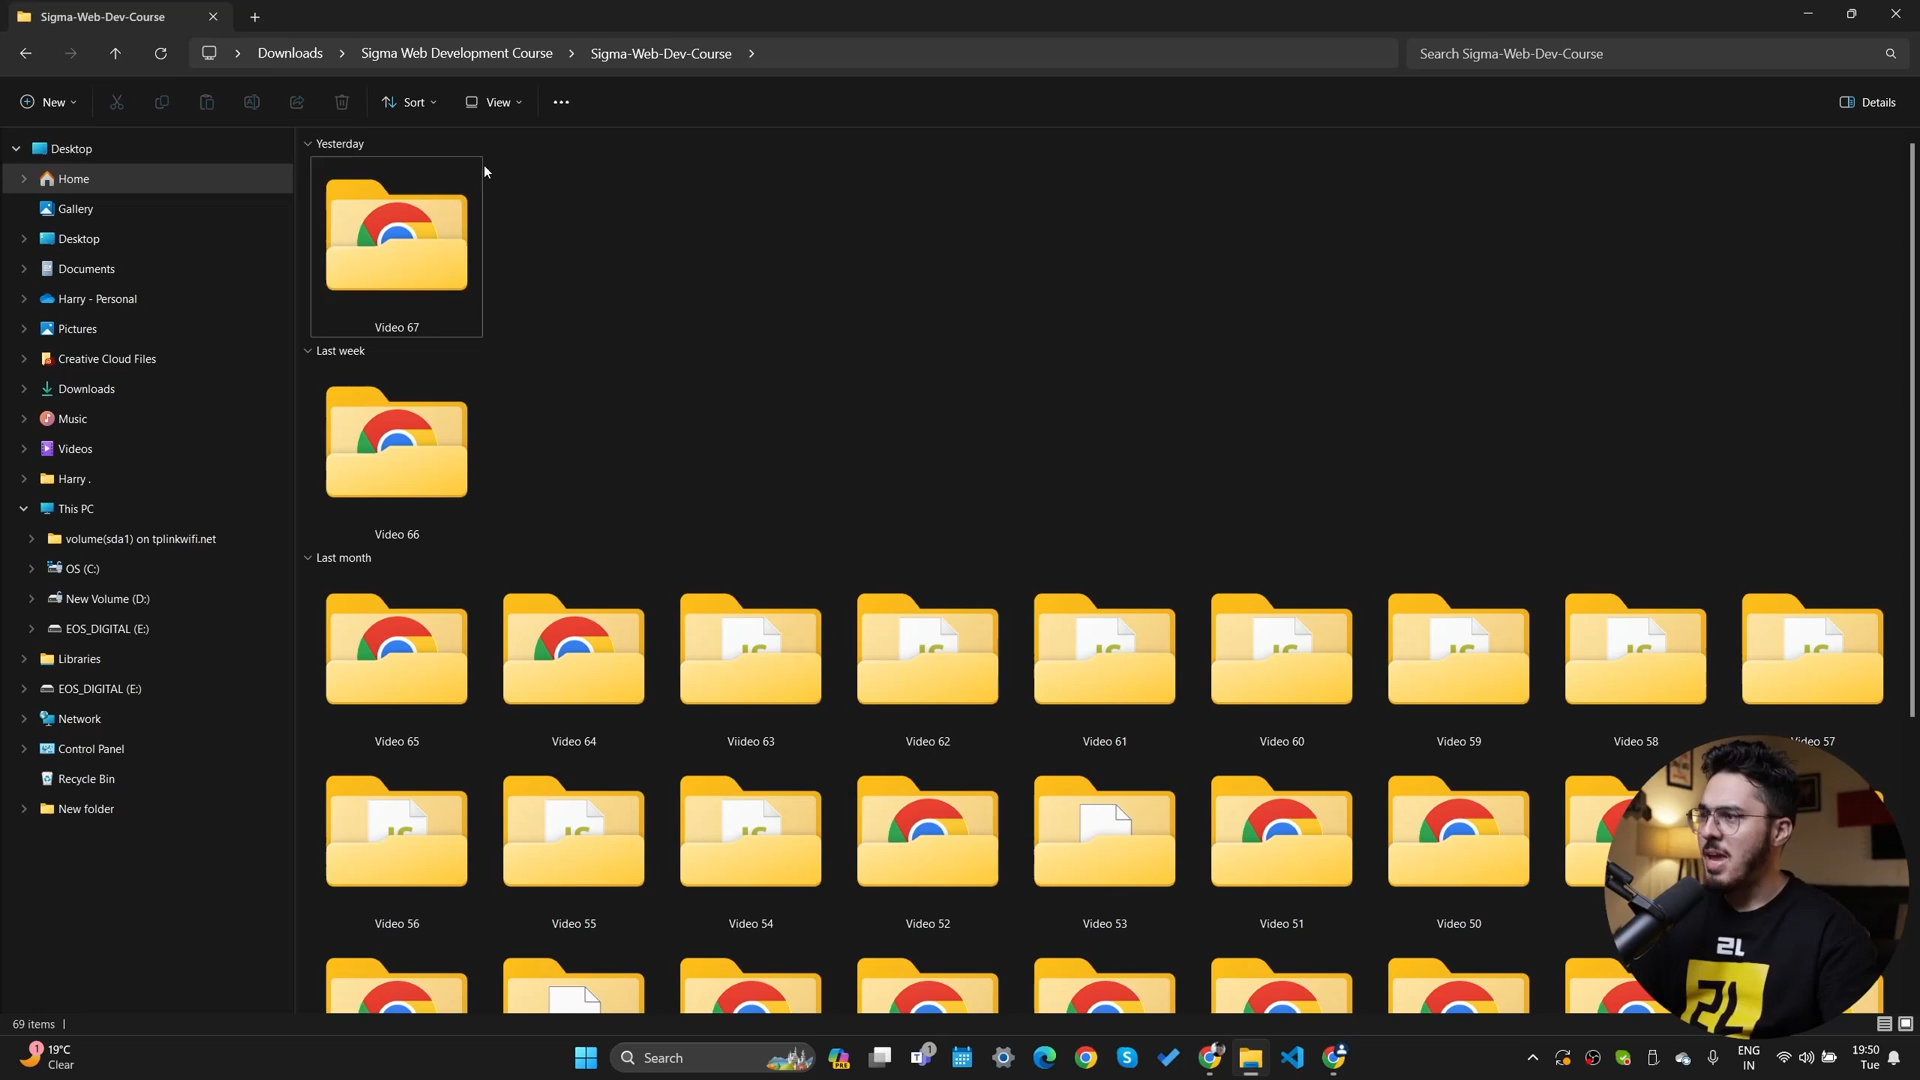 Sigma-Web-Dev-Course
Downloads
Sigma Web Development Course
Sigma-Web-Dev-Course
Search Sigma-Web-Dev-Course
New
Sort
View
Details
Desktop
Home
Gallery
Desktop
Documents
Harry - Personal
Pictures
Creative Cloud Files
Downloads
Music
Videos
Harry .
This PC
volume(sda1) on tplinkwifi.net
OS (C:)
New Volume (D:)
EOS_DIGITAL (E:)
Libraries
EOS_DIGITAL (E:)
Network
Control Panel
Recycle Bin
New folder
Yesterday
Video 67
Last week
Video 66
Last month
Video 65
Video 64
Viideo 63
Video 62
Video 61
Video 60
Video 59
Video 58
Video 57
Video 56
Video 55
Video 54
Video 52
Video 53
Video 51
Video 50
69 items
1
19°C
Clear
Search
PRE
1
ENG
IN
19:50
Tue